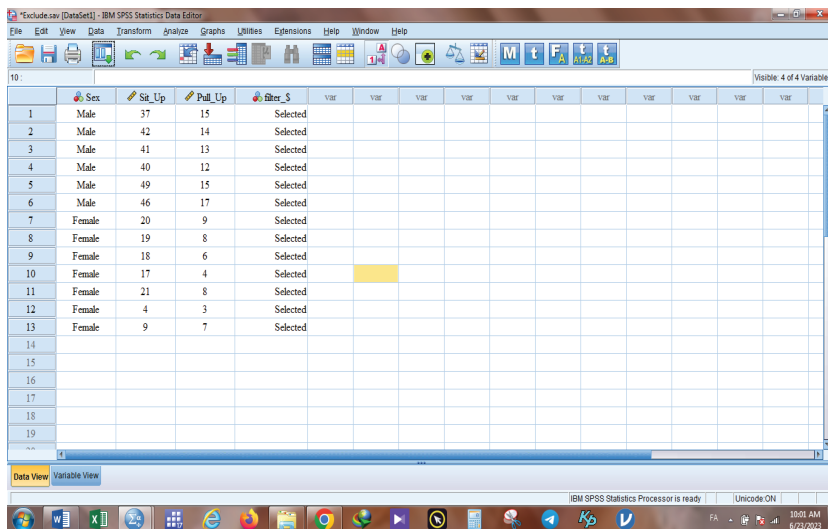 *Exclude.sav [DataSet1] - IBM SPSS Statistics Data Editor
File Edit View Data Transform Analyze Graphs Utilities Extensions Help Window Help
M t FA A1-A2 A-B
10 : Visible: 4 of 4 Variable
Sex Sit_Up Pull_Up filter_$ var var var var var var var var var var var
1 Male 37 15 Selected
2 Male 42 14 Selected
3 Male 41 13 Selected
4 Male 40 12 Selected
5 Male 49 15 Selected
6 Male 46 17 Selected
7 Female 20 9 Selected
8 Female 19 8 Selected
9 Female 18 6 Selected
10 Female 17 4 Selected
11 Female 21 8 Selected
12 Female 4 3 Selected
13 Female 9 7 Selected
14
15
16
17
18
19
Data View Variable View
IBM SPSS Statistics Processor is ready Unicode:ON
FA 10:01 AM
6/23/2023